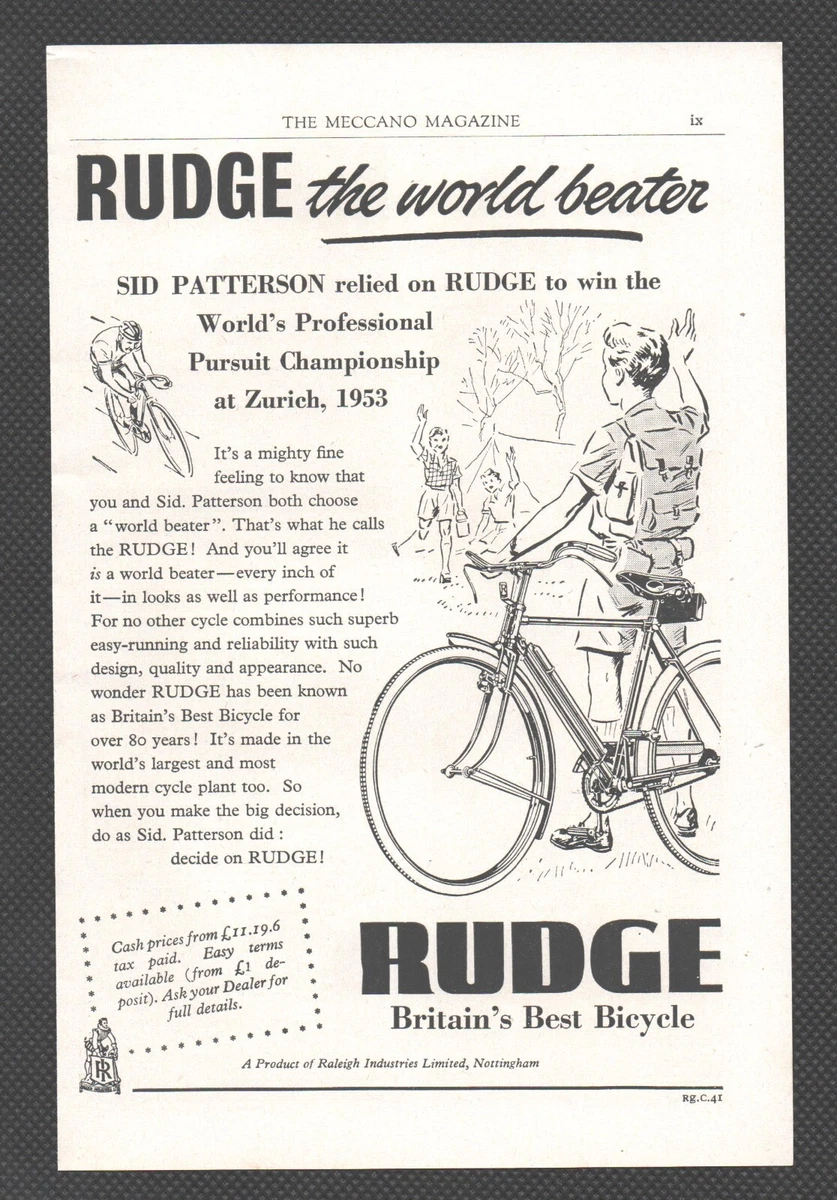 THE MECCANO MAGAZINE ix
RUDGE the world beater
SID PATTERSON relied on RUDGE to win the
World's Professional
Pursuit Championship
at Zurich, 1953
It's a mighty fine
feeling to know that
you and Sid. Patterson both choose
a “world beater”. That's what he calls
the RUDGE! And you'll agree it
is a world beater—every inch of
it—in looks as well as performance!
For no other cycle combines such superb
easy-running and reliability with such
design, quality and appearance. No
wonder RUDGE has been known
as Britain's Best Bicycle for
over 80 years! It's made in the
world's largest and most
modern cycle plant too. So
when you make the big decision,
do as Sid. Patterson did :
decide on RUDGE!
Cash prices from £11.19.6
tax paid. Easy terms
available (from £1 de-
posit). Ask your Dealer for
full details.
RUDGE
Britain's Best Bicycle
R
A Product of Raleigh Industries Limited, Nottingham
Rg.C.41